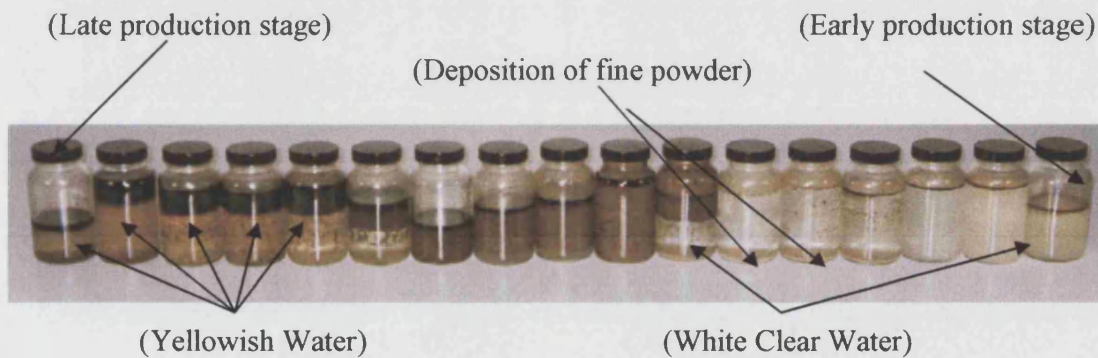 (Late production stage)
(Early production stage)
(Deposition of fine powder)
(Yellowish Water)
(White Clear Water)